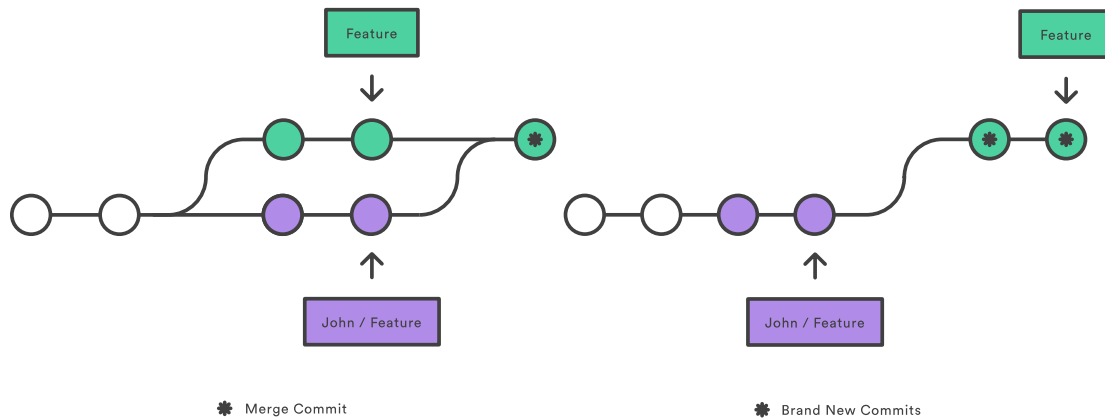 Feature
Feature
John / Feature
John / Feature
Merge Commit
Brand New Commits